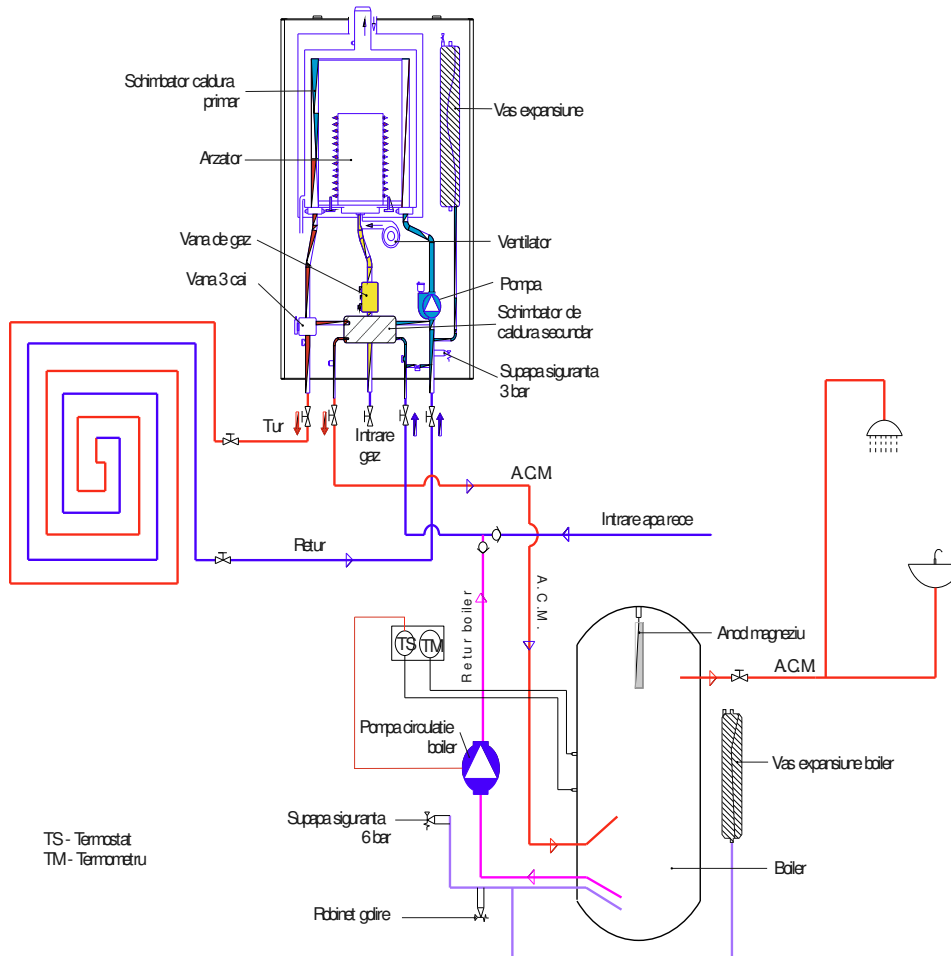 Schimbator caldura
primar
Vas expansiune
Arzator
Vana de gaz
Ventilator
Vana 3 cai
Pompa
Schimbator de
caldura secundar
Supapa siguranta
3 bar
Tur
Intrare
gaz
A.C.M.
Intrare apa rece
Retur
Retur boiler
A.C.M.
TS
TM
Anod magneziu
A.C.M.
Pompa circulatie
boiler
Vas expansiune boiler
Supapa siguranta
6 bar
TS - Termostat
TM - Termometru
Boiler
Robinet golire